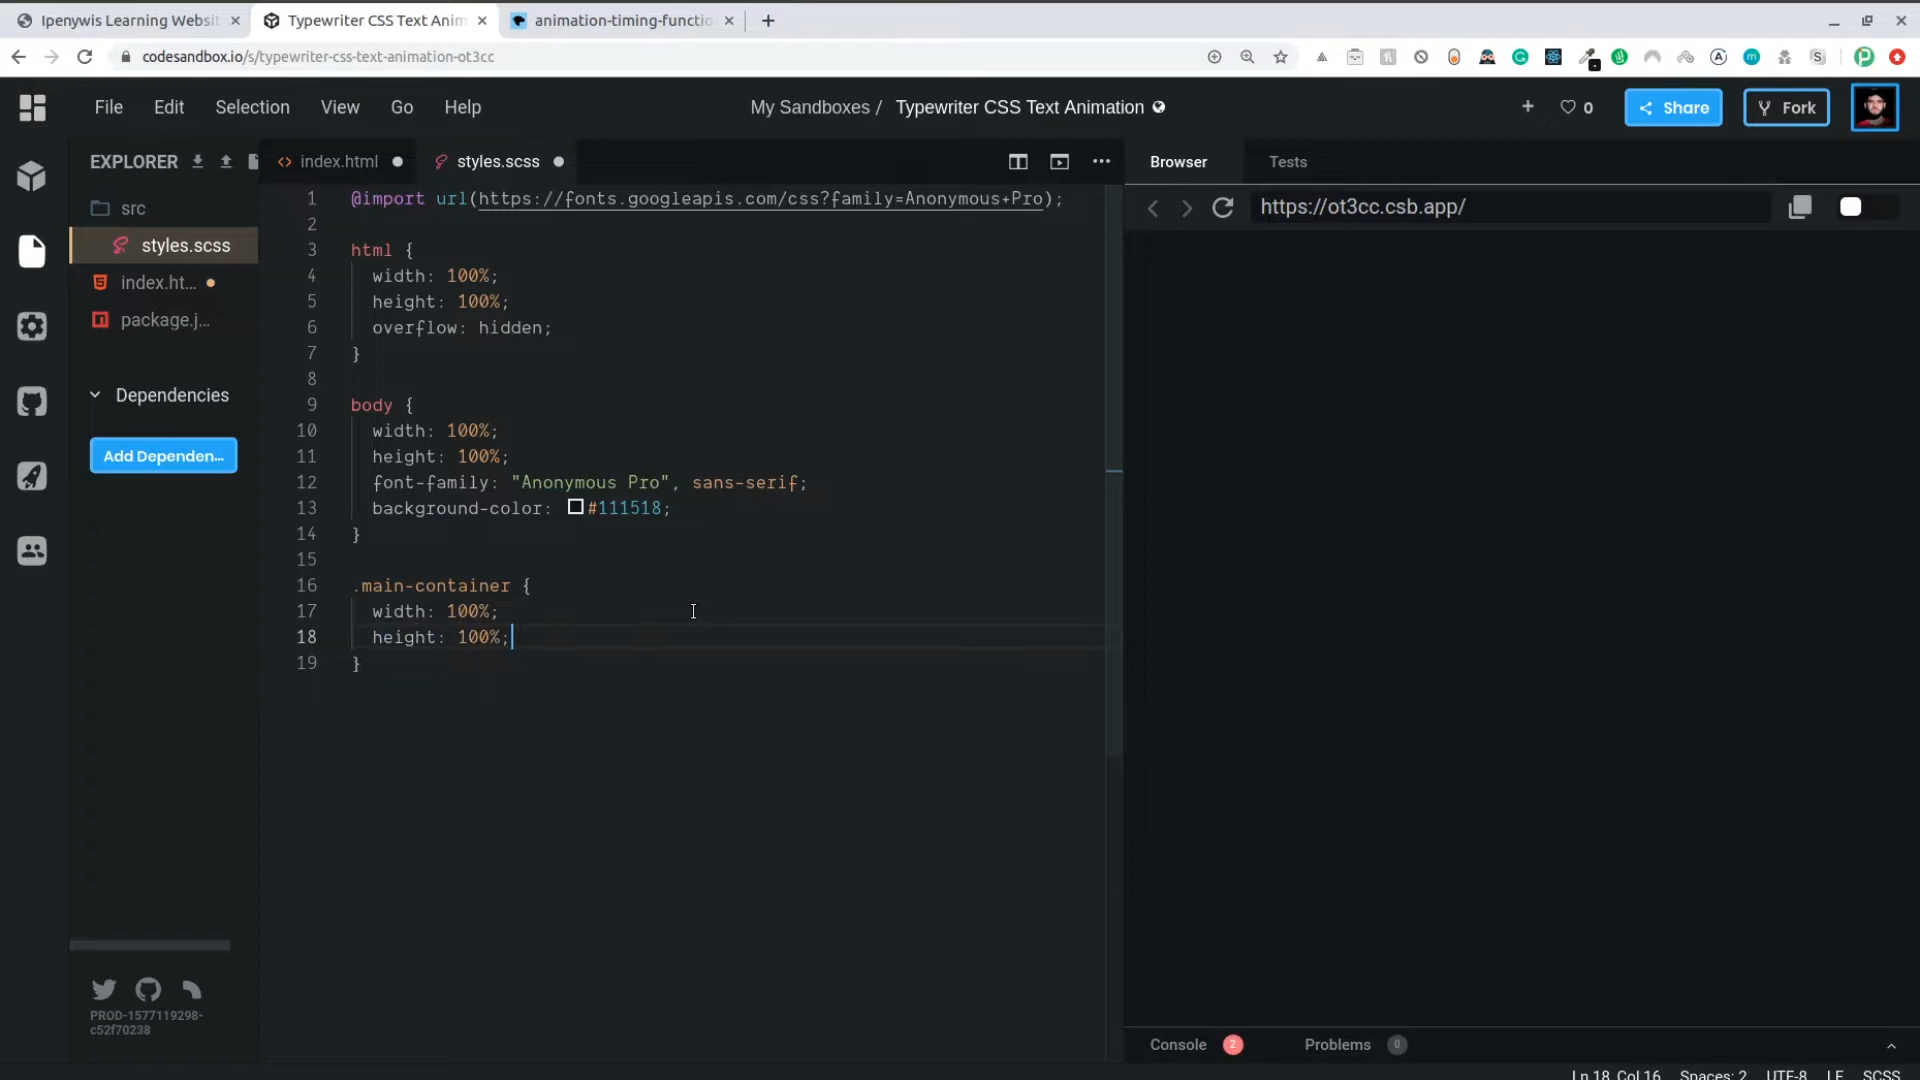 Ipenywis Learning Websit
Typewriter CSS Text Anim
animation-timing-functio
codesandbox.io/s/typewriter-css-text-animation-ot3cc
File Edit Selection View Go Help
My Sandboxes / Typewriter CSS Text Animation
0
Share
Fork
EXPLORER
index.html
styles.scss
Browser
Tests
https://ot3cc.csb.app/
src
styles.scss
index.ht...
package.j...
Dependencies
Add Dependen...
1 @import url(https://fonts.googleapis.com/css?family=Anonymous+Pro);
2
3 html {
4 width: 100%;
5 height: 100%;
6 overflow: hidden;
7 }
8
9 body {
10 width: 100%;
11 height: 100%;
12 font-family: "Anonymous Pro", sans-serif;
13 background-color: #111518;
14 }
15
16 .main-container {
17 width: 100%;
18 height: 100%;
19 }
PROD-1577119298-
c52f70238
Console 2
Problems 0
Ln 18, Col 16 Spaces: 2 UTF-8 LF SCSS